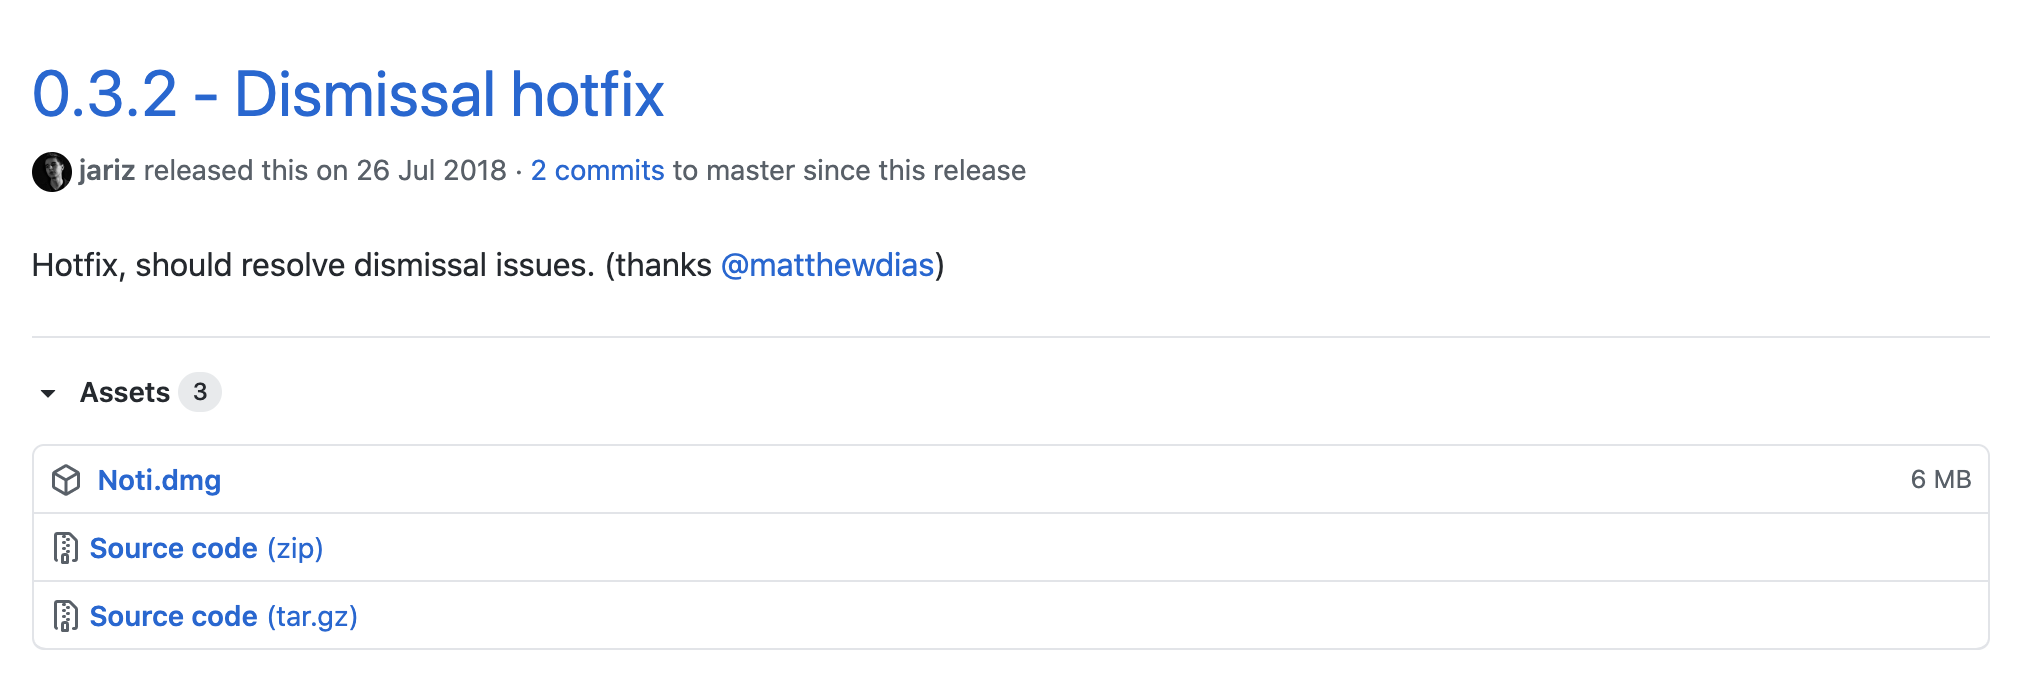 0.3.2 - Dismissal hotfix
jariz released this on 26 Jul 2018 · 2 commits to master since this release
Hotfix, should resolve dismissal issues. (thanks @matthewdias)
Assets 3
Noti.dmg 6 MB
Source code (zip)
Source code (tar.gz)